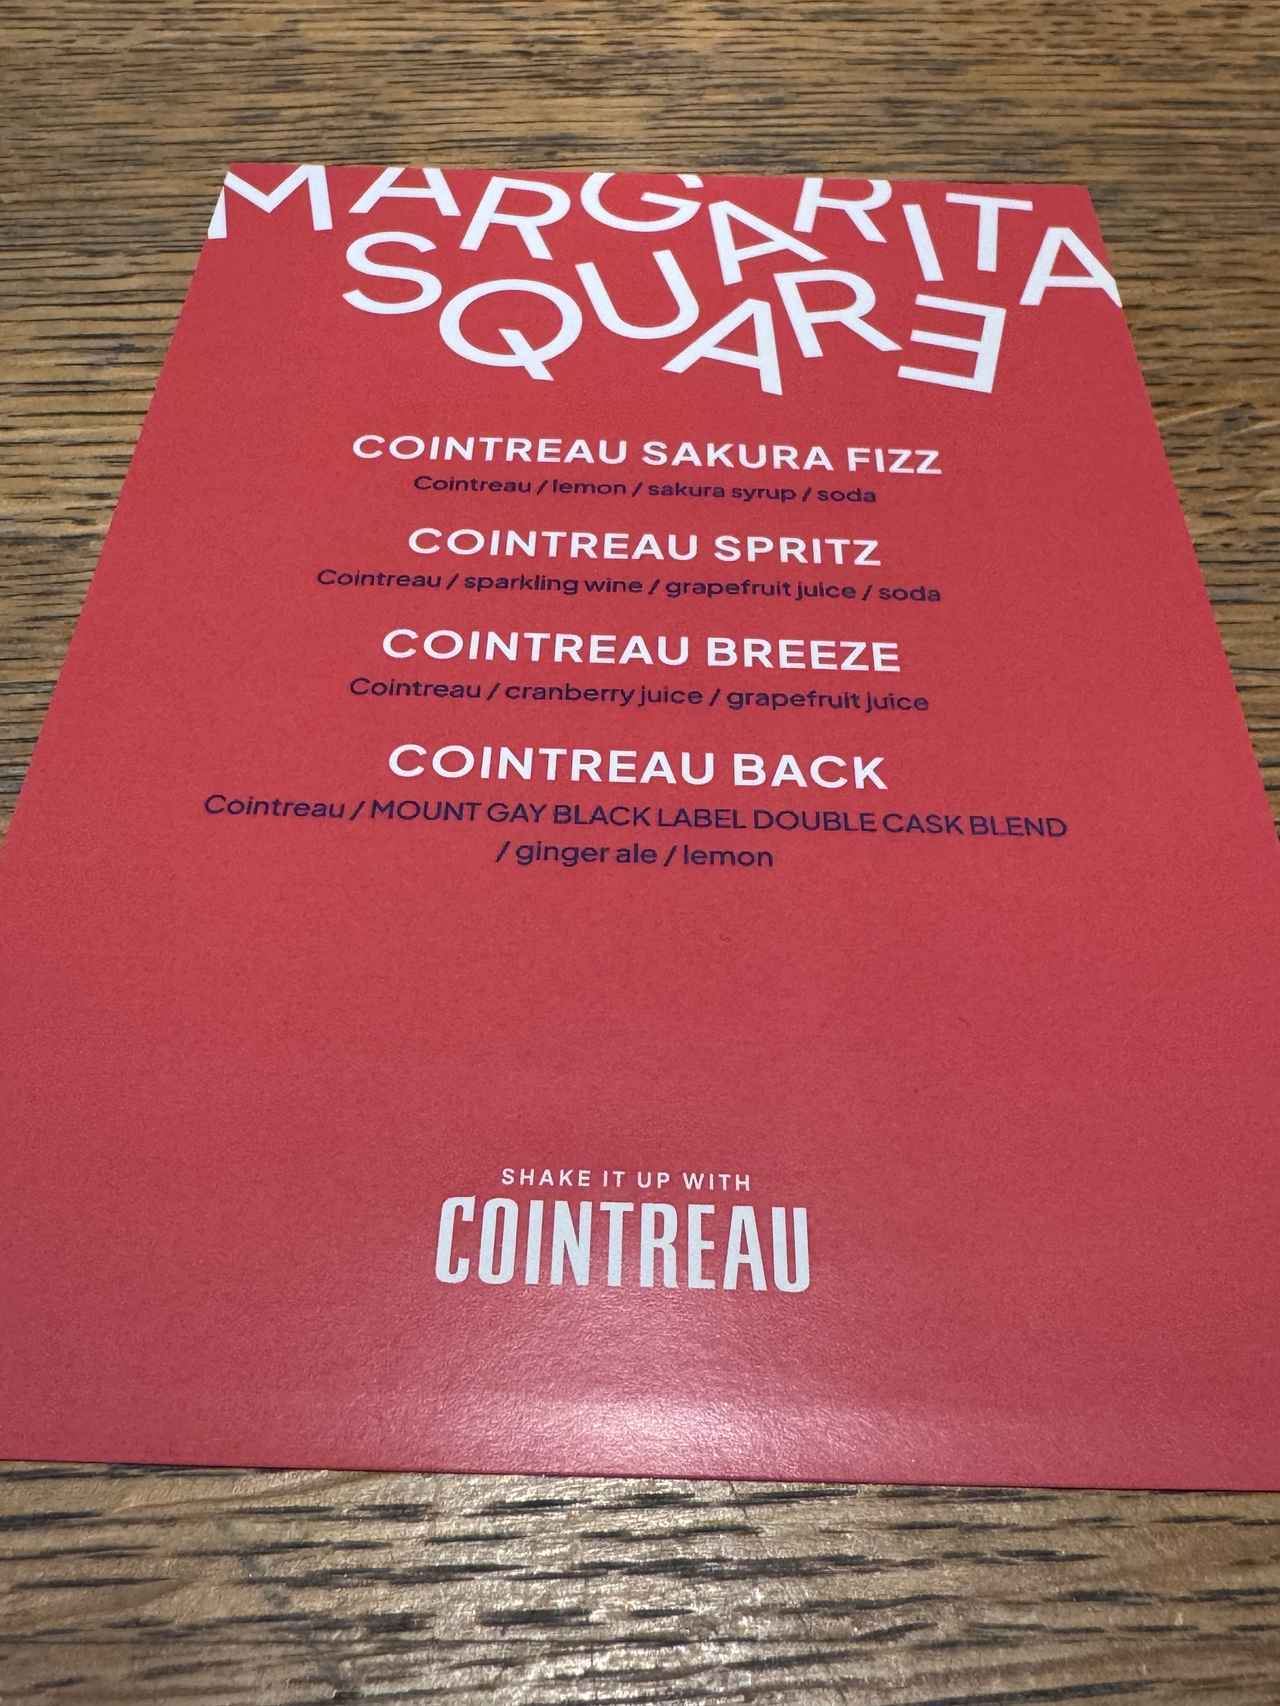 MARGARITA
SQUARE
COINTREAU SAKURA FIZZ
Cointreau / lemon / sakura syrup / soda
COINTREAU SPRITZ
Cointreau / sparkling wine / grapefruit juice / soda
COINTREAU BREEZE
Cointreau / cranberry juice / grapefruit juice
COINTREAU BACK
Cointreau / MOUNT GAY BLACK LABEL DOUBLE CASK BLEND
/ ginger ale / lemon
SHAKE IT UP WITH
COINTREAU